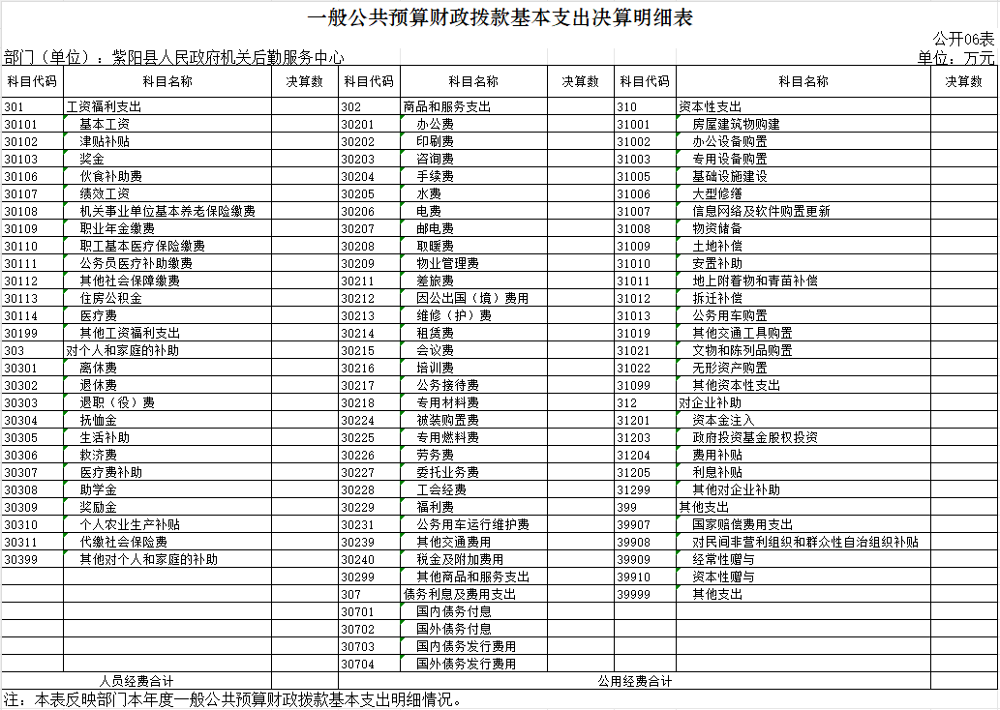 一般公共预算财政拨款基本支出决算明细表
公开06表
部门（单位）：紫阳县人民政府机关后勤服务中心 单位：万元
科目代码 科目名称 决算数 科目代码 科目名称 决算数 科目代码 科目名称 决算数
301 工资福利支出 302 商品和服务支出 310 资本性支出
30101 基本工资 30201 办公费 31001 房屋建筑物购建
30102 津贴补贴 30202 印刷费 31002 办公设备购置
30103 奖金 30203 咨询费 31003 专用设备购置
30106 伙食补助费 30204 手续费 31005 基础设施建设
30107 绩效工资 30205 水费 31006 大型修缮
30108 机关事业单位基本养老保险缴费 30206 电费 31007 信息网络及软件购置更新
30109 职业年金缴费 30207 邮电费 31008 物资储备
30110 职工基本医疗保险缴费 30208 取暖费 31009 土地补偿
30111 公务员医疗补助缴费 30209 物业管理费 31010 安置补助
30112 其他社会保障缴费 30211 差旅费 31011 地上附着物和青苗补偿
30113 住房公积金 30212 因公出国（境）费用 31012 拆迁补偿
30114 医疗费 30213 维修（护）费 31013 公务用车购置
30199 其他工资福利支出 30214 租赁费 31019 其他交通工具购置
303 对个人和家庭的补助 30215 会议费 31021 文物和陈列品购置
30301 离休费 30216 培训费 31022 无形资产购置
30302 退休费 30217 公务接待费 31099 其他资本性支出
30303 退职（役）费 30218 专用材料费 312 对企业补助
30304 抚恤金 30224 被装购置费 31201 资本金注入
30305 生活补助 30225 专用燃料费 31203 政府投资基金股权投资
30306 救济费 30226 劳务费 31204 费用补贴
30307 医疗费补助 30227 委托业务费 31205 利息补贴
30308 助学金 30228 工会经费 31299 其他对企业补助
30309 奖励金 30229 福利费 399 其他支出
30310 个人农业生产补贴 30231 公务用车运行维护费 39907 国家赔偿费用支出
30311 代缴社会保险费 30239 其他交通费用 39908 对民间非营利组织和群众性自治组织补贴
30399 其他对个人和家庭的补助 30240 税金及附加费用 39909 经常性赠与
30299 其他商品和服务支出 39910 资本性赠与
307 债务利息及费用支出 39999 其他支出
30701 国内债务付息
30702 国外债务付息
30703 国内债务发行费用
30704 国外债务发行费用
人员经费合计 公用经费合计
注：本表反映部门本年度一般公共预算财政拨款基本支出明细情况。